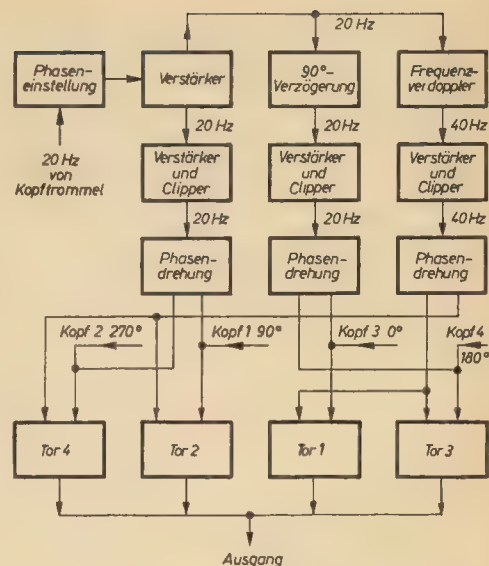 20 Hz
Phasen-
einstellung
Verstärker
90°-
Verzögerung
Frequenz-
verdoppler
20 Hz
von
Kopftrommel
20 Hz
20 Hz
40 Hz
Verstärker
und
Clipper
Verstärker
und
Clipper
Verstärker
und
Clipper
20 Hz
20 Hz
40 Hz
Phasen-
drehung
Phasen-
drehung
Phasen-
drehung
Kopf 2 270°
Kopf 1 90°
Kopf 3 0°
Kopf 4
180°
Tor 4
Tor 2
Tor 1
Tor 3
Ausgang